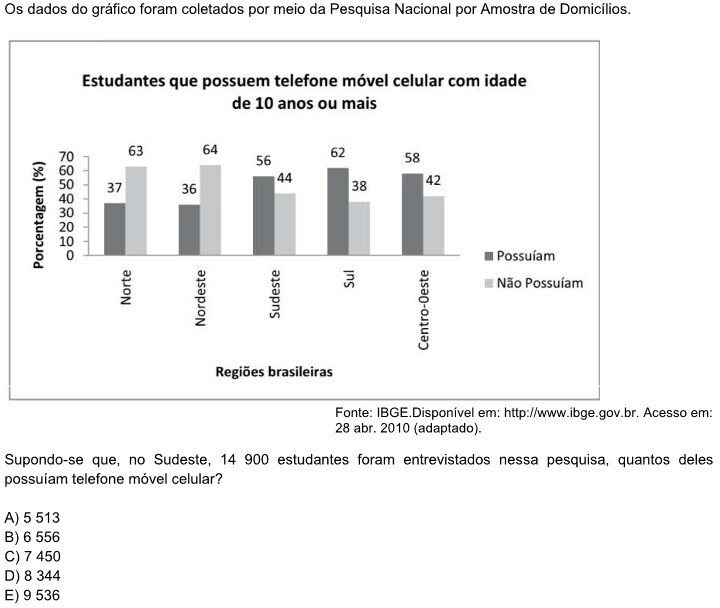 Os dados do gráfico foram coletados por meio da Pesquisa Nacional por Amostra de Domicílios.
Estudantes que possuem telefone móvel celular com idade
de 10 anos ou mais
Porcentagem (%)
70
60
50
40
30
20
10
0
37
63
36
64
56
44
62
38
58
42
Norte
Nordeste
Sudeste
Sul
Centro-0este
Possuíam
Não Possuíam
Regiões brasileiras
Fonte: IBGE.Disponível em: http://www.ibge.gov.br. Acesso em:
28 abr. 2010 (adaptado).
Supondo-se que, no Sudeste, 14 900 estudantes foram entrevistados nessa pesquisa, quantos deles
possuíam telefone móvel celular?
A) 5 513
B) 6 556
C) 7 450
D) 8 344
E) 9 536